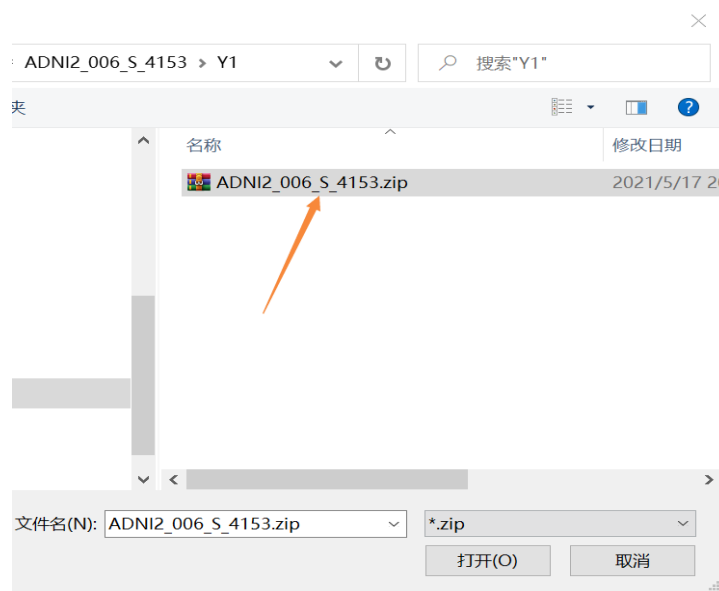 ADNI2_006_S_4153 > Y1
搜索"Y1"
夹
名称
修改日期
ADNI2_006_S_4153.zip
2021/5/17 2
文件名(N): ADNI2_006_S_4153.zip
*.zip
打开(O)
取消